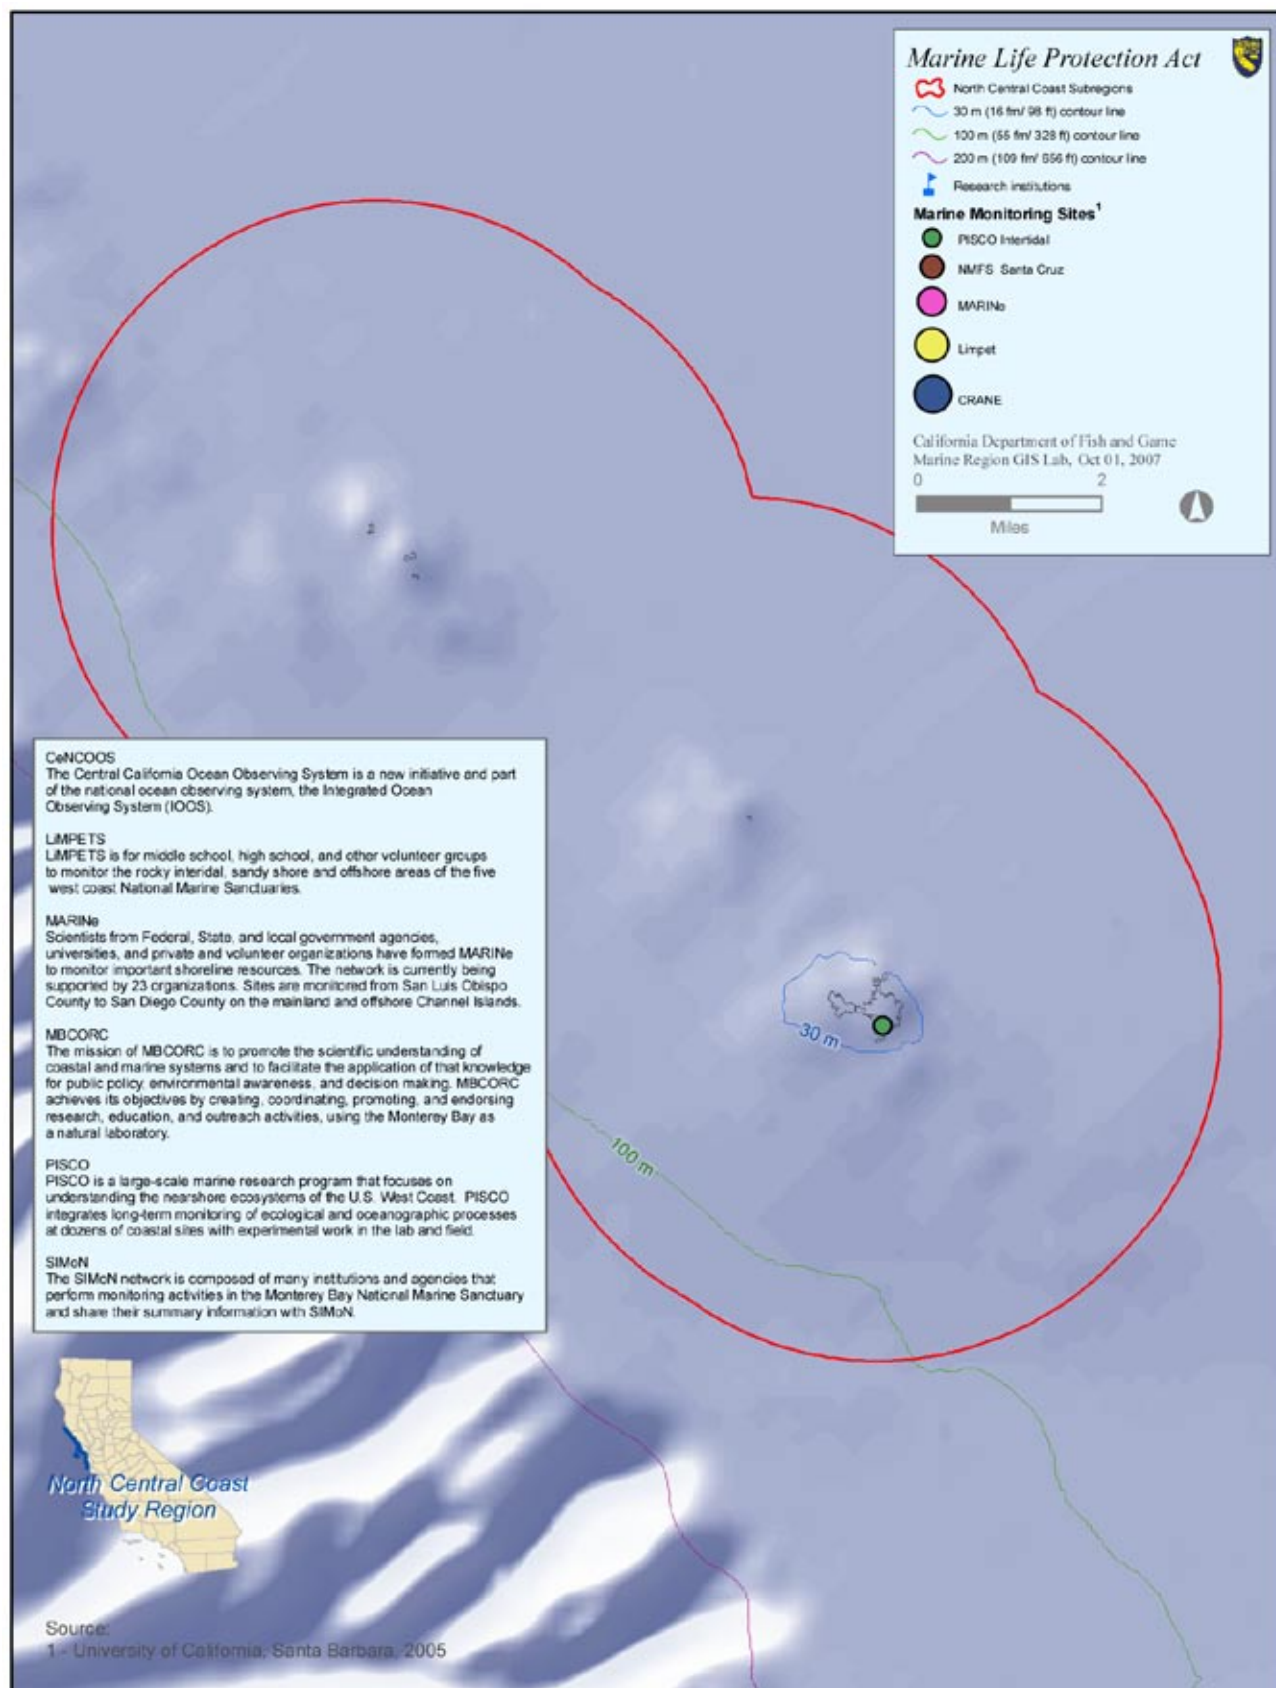 Marine Life Protection Act
North Central Coast Subregions
30 m (16 fm/ 98 ft) contour line
100 m (55 fm/ 328 ft) contour line
200 m (109 fm/ 656 ft) contour line
Research institutions
Marine Monitoring Sites1
PISCO Intertidal
NMFS Santa Cruz
MARINe
Limpet
CRANE
California Department of Fish and Game
Marine Region GIS Lab, Oct 01, 2007
0 2
Miles
CeNCOOS
The Central California Ocean Observing System is a new initiative and part
of the national ocean observing system, the Integrated Ocean
Observing System (IOOS).
LiMPETS
LiMPETS is for middle school, high school, and other volunteer groups
to monitor the rocky interidal, sandy shore and offshore areas of the five
west coast National Marine Sanctuaries.
MARINe
Scientists from Federal, State, and local government agencies,
universities, and private and volunteer organizations have formed MARINe
to monitor important shoreline resources. The network is currently being
supported by 23 organizations. Sites are monitored from San Luis Obispo
County to San Diego County on the mainland and offshore Channel Islands.
MBCORC
The mission of MBCORC is to promote the scientific understanding of
coastal and marine systems and to facilitate the application of that knowledge
for public policy, environmental awareness, and decision making. MBCORC
achieves its objectives by creating, coordinating, promoting, and endorsing
research, education, and outreach activities, using the Monterey Bay as
a natural laboratory.
PISCO
PISCO is a large-scale marine research program that focuses on
understanding the nearshore ecosystems of the U.S. West Coast. PISCO
integrates long-term monitoring of ecological and oceanographic processes
at dozens of coastal sites with experimental work in the lab and field.
SIMoN
The SIMoN network is composed of many institutions and agencies that
perform monitoring activities in the Monterey Bay National Marine Sanctuary
and share their summary information with SIMoN.
30 m
100 m
North Central Coast
Study Region
Source:
1 - University of California, Santa Barbara, 2005